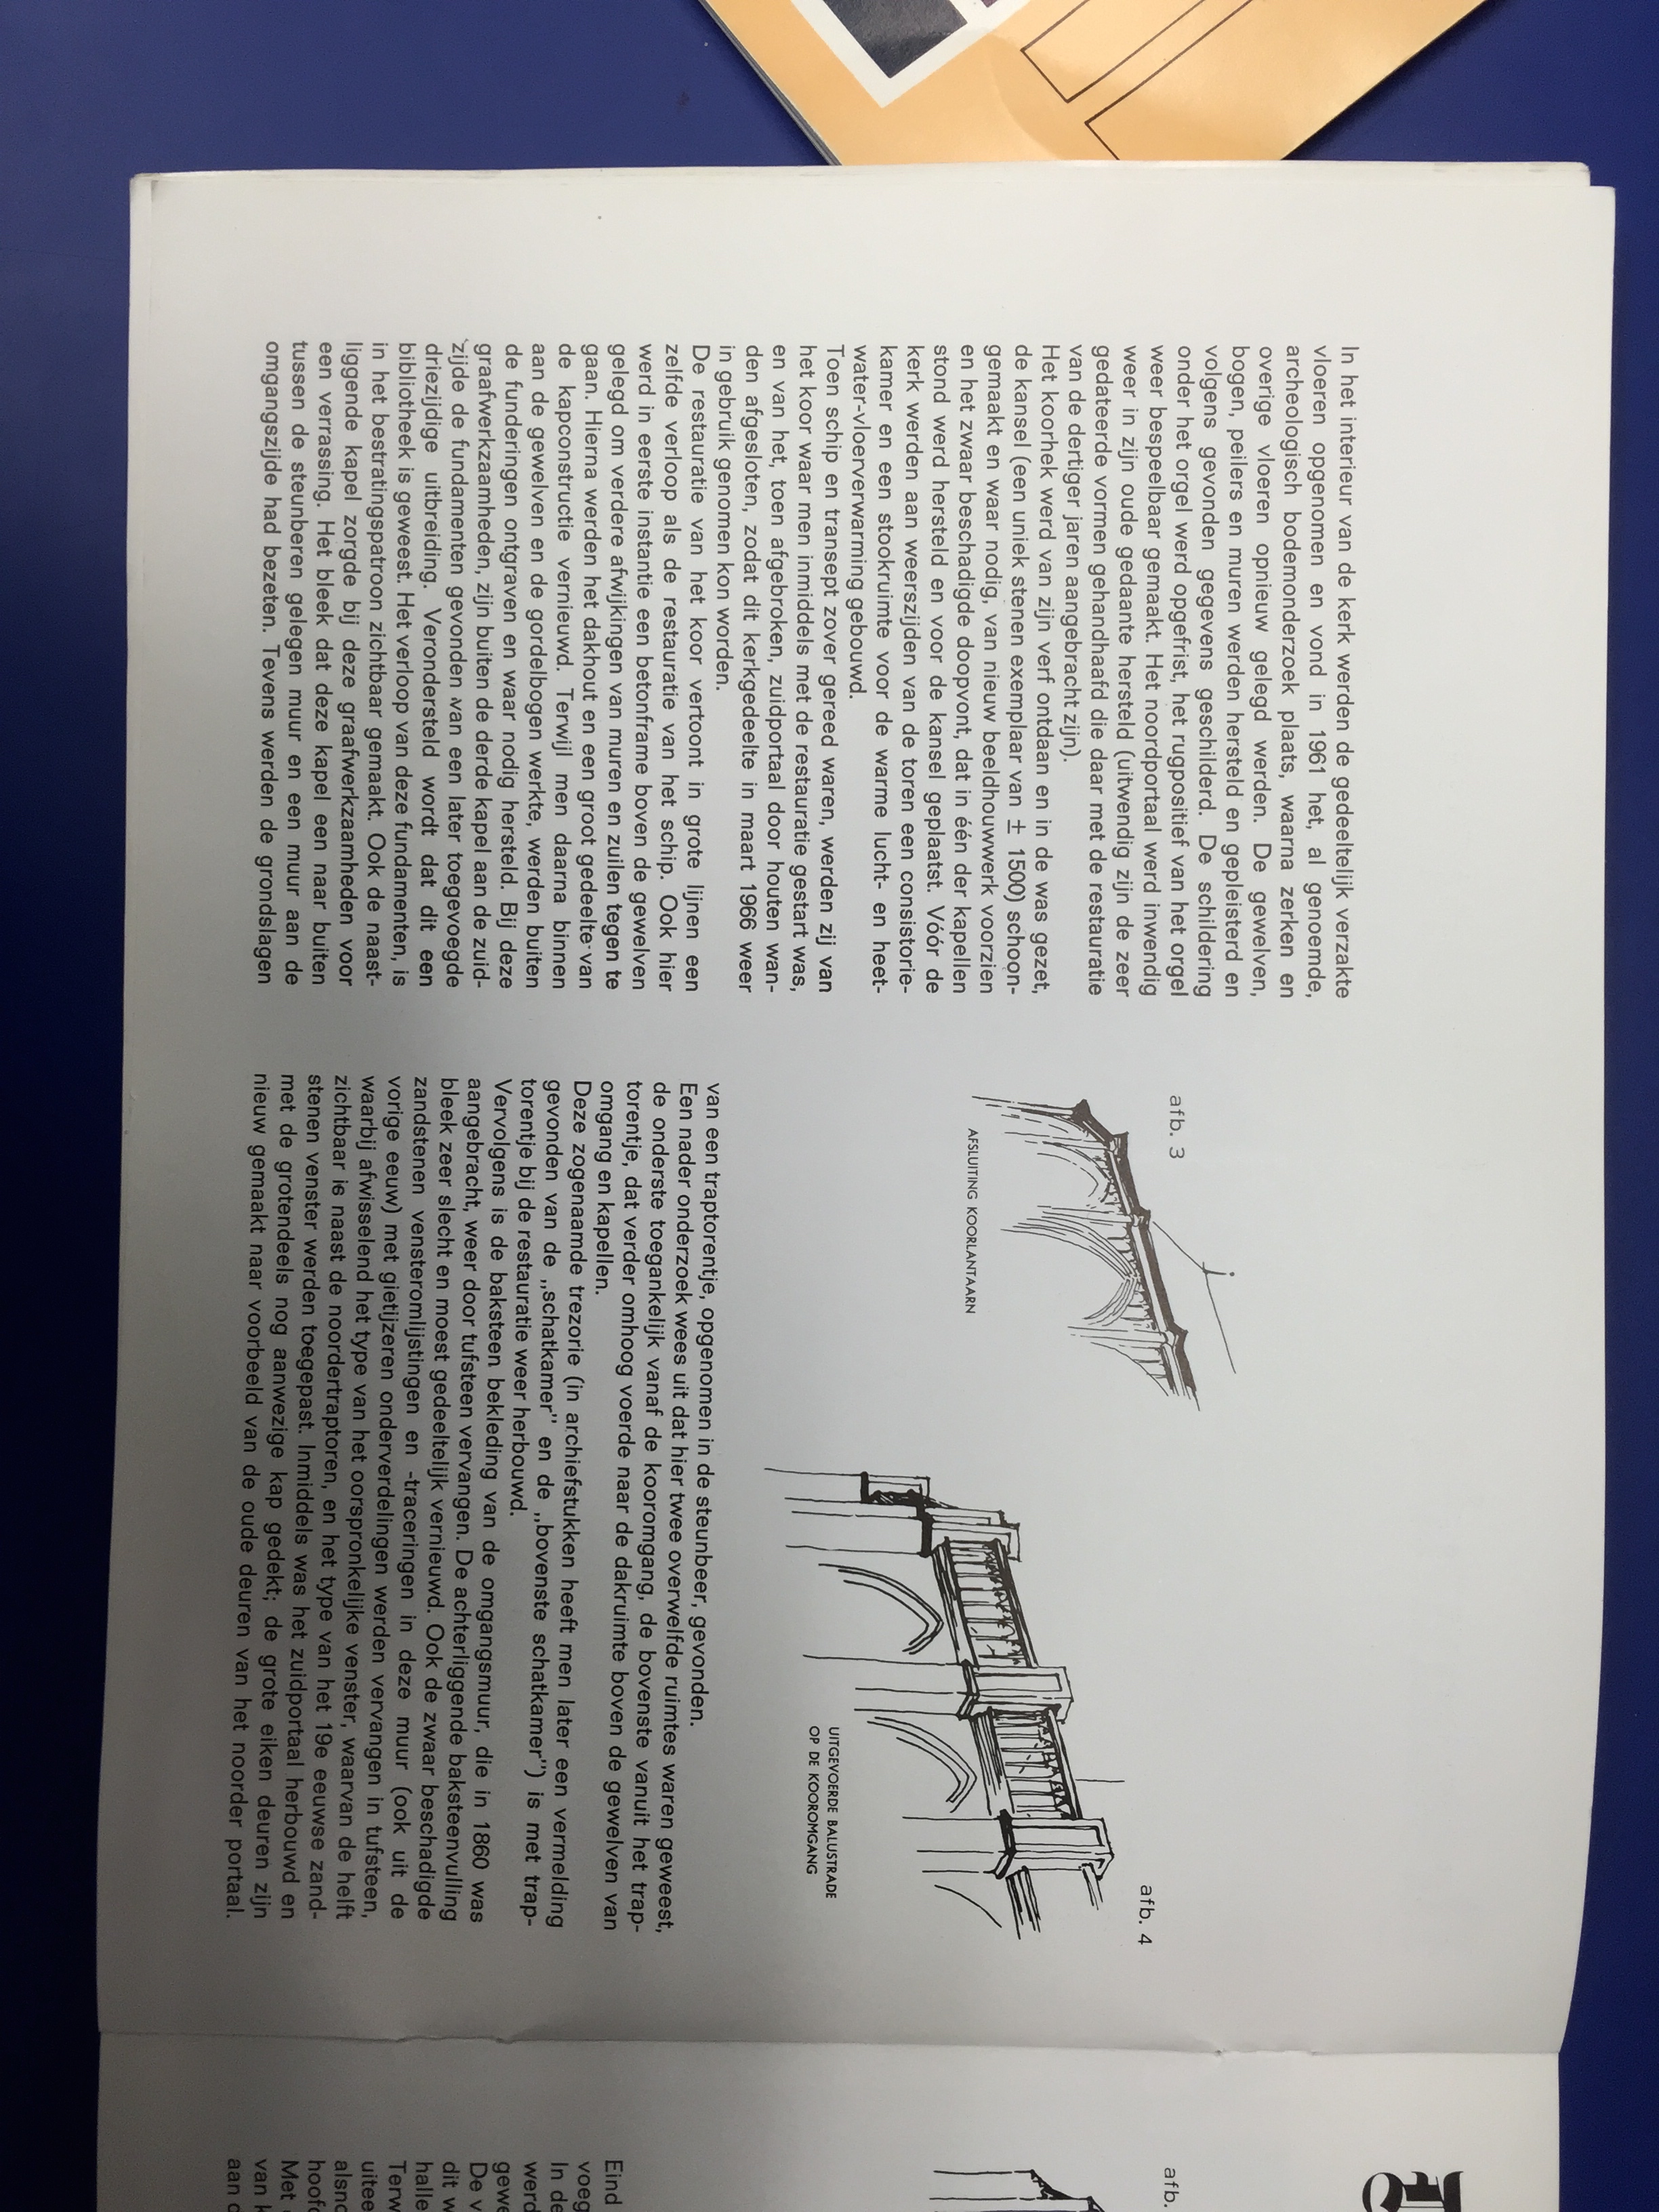 In het interieur van de kerk werden de gedeeltelijk verzakte
vloeren opgenomen en vond in 1961 het, al genoemde,
archeologisch bodemonderzoek plaats, waarna zerken en
overige vloeren opnieuw gelegd werden. De gewelven,
bogen, peilers en muren werden hersteld en gepleisterd en
volgens gevonden gegevens geschilderd. De schildering
onder het orgel werd opgefrist, het rugpositief van het orgel
weer bespeelbaar gemaakt. Het noordportaal werd inwendig
weer in zijn oude gedaante hersteld (uitwendig zijn de zeer
gedateerde vormen gehandhaafd die daar met de restauratie
van de dertiger jaren aangebracht zijn).
Het koorhek werd van zijn verf ontdaan en in de was gezet,
de kansel (een uniek stenen exemplaar van ± 1500) schoon-
gemaakt en waar nodig, van nieuw beeldhouwwerk voorzien
en het zwaar beschadigde doopvont, dat in één der kapellen
stond werd hersteld en voor de kansel geplaatst. Vóór de
kerk werden aan weerszijden van de toren een consistorie-
kamer en een stookruimte voor de warme lucht- en heet-
water-vloerverwarming gebouwd.
Toen schip en transept zover gereed waren, werden zij van
het koor waar men inmiddels met de restauratie gestart was,
en van het, toen afgebroken, zuidportaal door houten wan-
den afgesloten, zodat dit kerkgedeelte in maart 1966 weer
in gebruik genomen kon worden.
De restauratie van het koor vertoont in grote lijnen een
zelfde verloop als de restauratie van het schip. Ook hier
werd in eerste instantie een betonframe boven de gewelven
gelegd om verdere afwijkingen van muren en zuilen tegen te
gaan. Hierna werden het dakhout en een groot gedeelte van
de kapconstructie vernieuwd. Terwijl men daarna binnen
aan de gewelven en de gordelbogen werkte, werden buiten
de funderingen ontgraven en waar nodig hersteld. Bij deze
graafwerkzaamheden, zijn buiten de derde kapel aan de zuid-
zijde de fundamenten gevonden van een later toegevoegde
driezijdige uitbreiding. Verondersteld wordt dat dit een
bibliotheek is geweest. Het verloop van deze fundamenten, is
in het bestratingspatroon zichtbaar gemaakt. Ook de naast-
liggende kapel zorgde bij deze graafwerkzaamheden voor
een verrassing. Het bleek dat deze kapel een naar buiten
tussen de steunberen gelegen muur en een muur aan de
omgangszijde had bezeten. Tevens werden de grondslagen
afb. 3
AFSLUITING KOORLANTAARN
afb. 4
UITGEVOERDE BALUSTRADE
OP DE KOOROMGANG
van een traptorentje, opgenomen in de steunbeer, gevonden.
Een nader onderzoek wees uit dat hier twee overwelfde ruimtes waren geweest,
de onderste toegankelijk vanaf de kooromgang, de bovenste vanuit het trap-
torentje, dat verder omhoog voerde naar de dakruimte boven de gewelven van
omgang en kapellen.
Deze zogenaamde trezorie (in archiefstukken heeft men later een vermelding
gevonden van de „schatkamer" en de „bovenste schatkamer") is met trap-
torentje bij de restauratie weer herbouwd.
Vervolgens is de baksteen bekleding van de omgangsmuur, die in 1860 was
aangebracht, weer door tufsteen vervangen. De achterliggende baksteenvulling
bleek zeer slecht en moest gedeeltelijk vernieuwd. Ook de zwaar beschadigde
zandstenen vensteromlijstingen en -traceringen in deze muur (ook uit de
vorige eeuw) met gietijzeren onderverdelingen werden vervangen in tufsteen,
waarbij afwisselend het type van het oorspronkelijke venster, waarvan de helft
zichtbaar is naast de noordertraptoren, en het type van het 19e eeuwse zand-
stenen venster werden toegepast. Inmiddels was het zuidportaal herbouwd en
met de grotendeels nog aanwezige kap gedekt; de grote eiken deuren zijn
nieuw gemaakt naar voorbeeld van de oude deuren van het noorder portaal.
afb.
Eind
voeg
In de
werd
gewe
De v
dit w
halle
Terw
uitee
alsno
hoofd
Met
van k
aan d